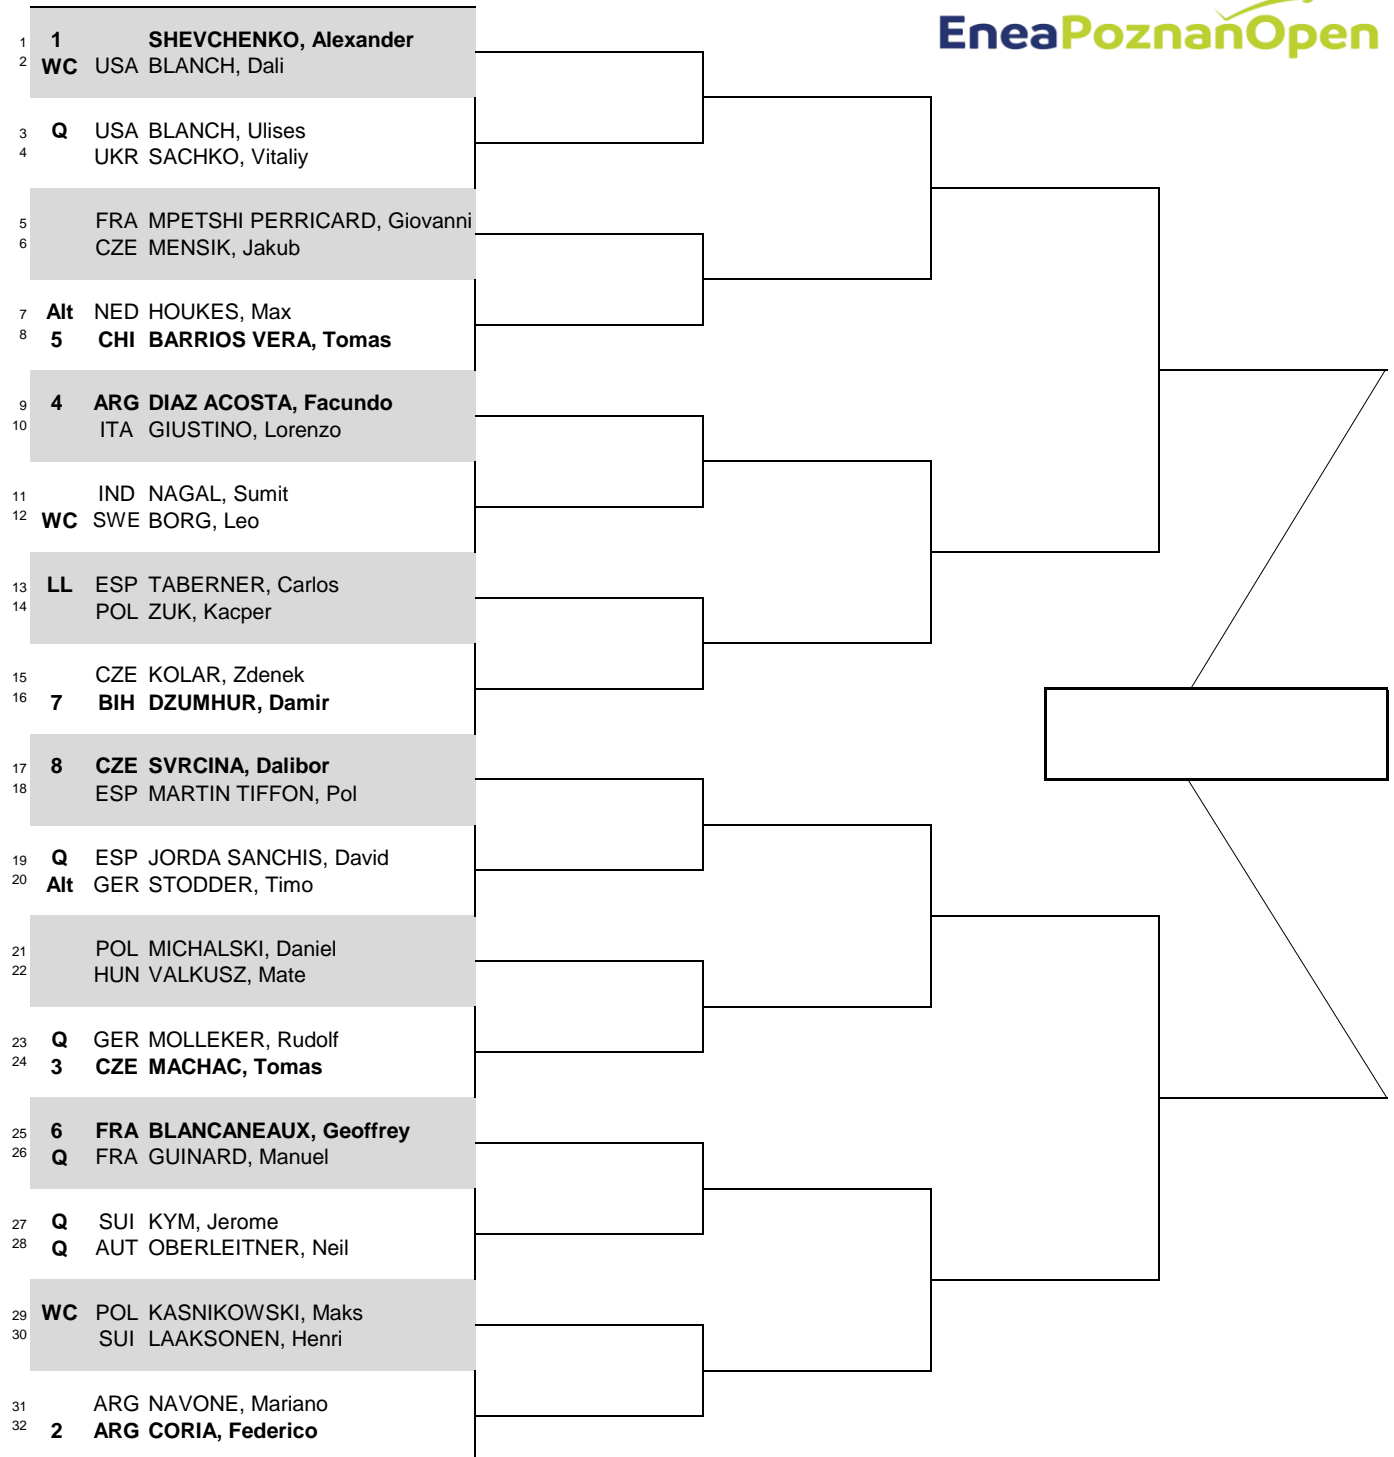 EneaPoznańOpen
1 1 SHEVCHENKO, Alexander
2 WC USA BLANCH, Dali
3 Q USA BLANCH, Ulises
4 UKR SACHKO, Vitaliy
5 FRA MPETSHI PERRICARD, Giovanni
6 CZE MENSIK, Jakub
7 Alt NED HOUKES, Max
8 5 CHI BARRIOS VERA, Tomas
9 4 ARG DIAZ ACOSTA, Facundo
10 ITA GIUSTINO, Lorenzo
11 IND NAGAL, Sumit
12 WC SWE BORG, Leo
13 LL ESP TABERNER, Carlos
14 POL ZUK, Kacper
15 CZE KOLAR, Zdenek
16 7 BIH DZUMHUR, Damir
17 8 CZE SVRCINA, Dalibor
18 ESP MARTIN TIFFON, Pol
19 Q ESP JORDA SANCHIS, David
20 Alt GER STODDER, Timo
21 POL MICHALSKI, Daniel
22 HUN VALKUSZ, Mate
23 Q GER MOLLEKER, Rudolf
24 3 CZE MACHAC, Tomas
25 6 FRA BLANCANEAUX, Geoffrey
26 Q FRA GUINARD, Manuel
27 Q SUI KYM, Jerome
28 Q AUT OBERLEITNER, Neil
29 WC POL KASNIKOWSKI, Maks
30 SUI LAAKSONEN, Henri
31 ARG NAVONE, Mariano
32 2 ARG CORIA, Federico